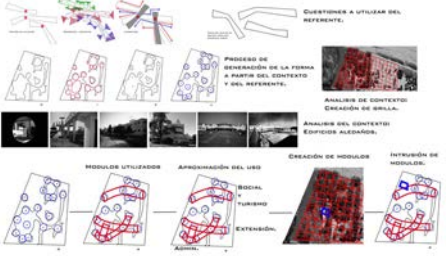 CUESTIONES A UTILIZAR DEL
REFERENTE.
PROCESO DE
GENERACIÓN DE LA FORMA
A PARTIR DEL CONTEXTO
Y DEL REFERENTE.
ANALISIS DE CONTEXTO:
CREACIÓN DE GRILLA.
ANALISIS DEL CONTEXTO:
EDIFICIOS ALEDAÑOS.
MODULOS UTILIZADOS
APROXIMACIÓN DEL USO
CREACIÓN DE MODULOS
INTRUSIÓN DE
MODULOS.
SOCIAL
Y
TURISMO
EXTENSIÓN.
ADMIN.